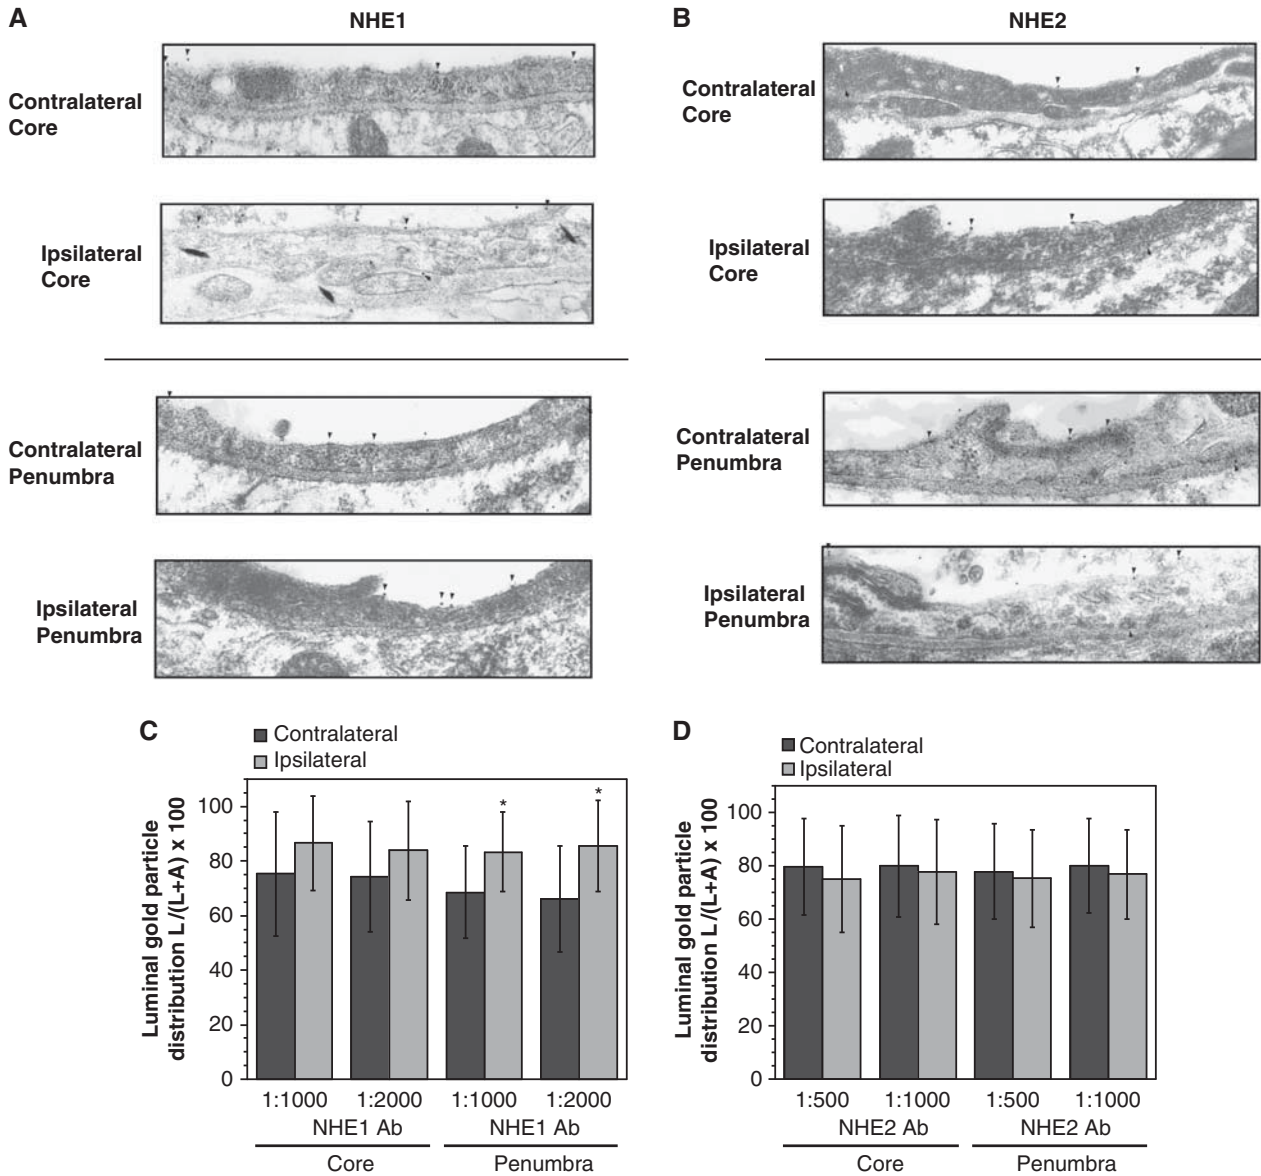 A
NHE1
Contralateral
Core
Ipsilateral
Core
Contralateral
Penumbra
Ipsilateral
Penumbra
B
NHE2
Contralateral
Core
Ipsilateral
Core
Contralateral
Penumbra
Ipsilateral
Penumbra
C
Contralateral
Ipsilateral
Luminal gold particle
distribution L/(L+A) x 100
100
80
60
40
20
0
* *
1:1000 1:2000 1:1000 1:2000
NHE1 Ab NHE1 Ab
Core Penumbra
D
Contralateral
Ipsilateral
Luminal gold particle
distribution L/(L+A) x 100
100
80
60
40
20
0
1:500 1:1000 1:500 1:1000
NHE2 Ab NHE2 Ab
Core Penumbra